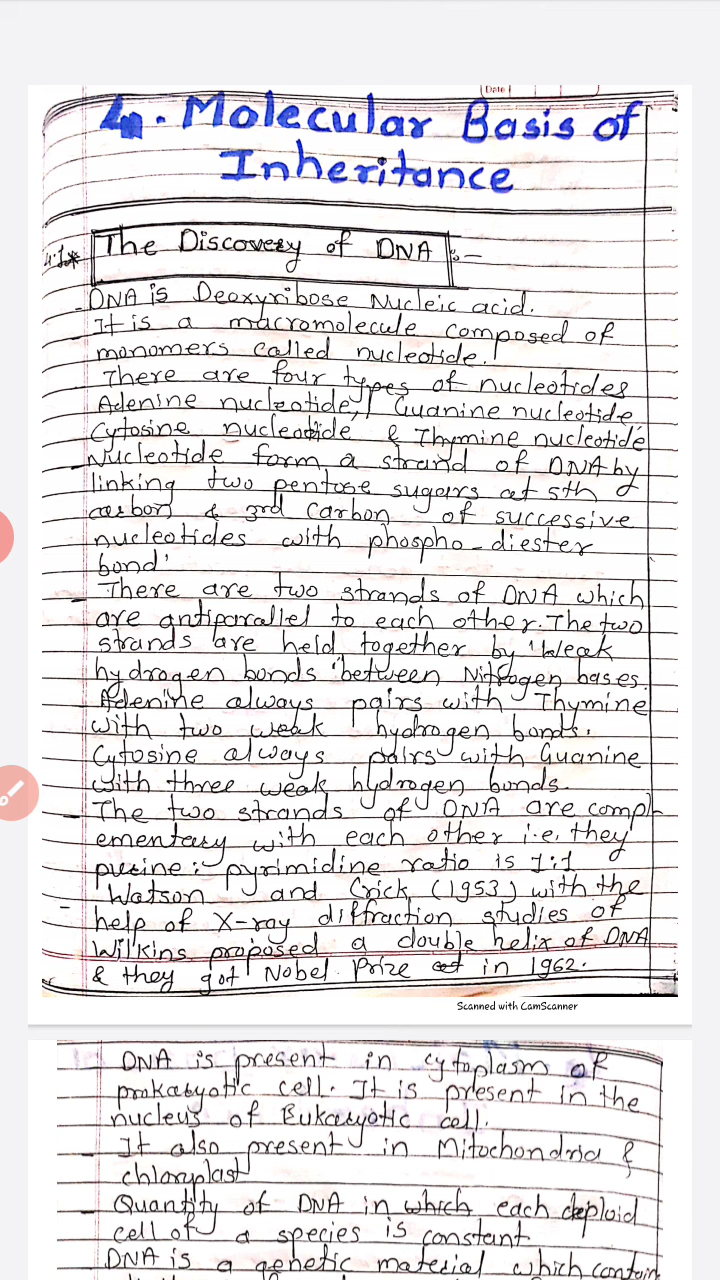 Date
4. Molecular Basis of
Inheritance
4.1* The Discovery of DNA :-
- DNA is Deoxyribose Nucleic acid.
- It is a macromolecule composed of
monomers called nucleotide.
There are four types of nucleotides
Adenine nucleotide, Guanine nucleotide
Cytosine nucleotide & Thymine nucleotide
- Nucleotide form a strand of DNA by
linking two pentose sugars at 5th
carbon & 3rd carbon of successive
nucleotides with phospho-diester
bond.
- There are two strands of DNA which
are antiparallel to each other. The two
strands are held together by 'Weak
hydrogen bonds" between Nitrogen bases.
Adenine always pairs with Thymine
with two weak hydrogen bonds.
Cytosine always pairs with Guanine
with three weak hydrogen bonds.
- The two strands of DNA are compl-
ementary with each other i.e. they
purine : pyrimidine ratio is 1:1
- Watson and Crick (1953) with the
help of X-ray diffraction studies of
Wilkins proposed a double helix of DNA
& they got Nobel Prize in 1962.
Scanned with CamScanner
DNA is present in cytoplasm of
prokaryotic cell. It is present in the
nucleus of Eukaryotic cell.
- It also present in Mitochondria &
chloroplast
- Quantity of DNA in which each deploid
cell of a species is constant
DNA is a genetic material which contain